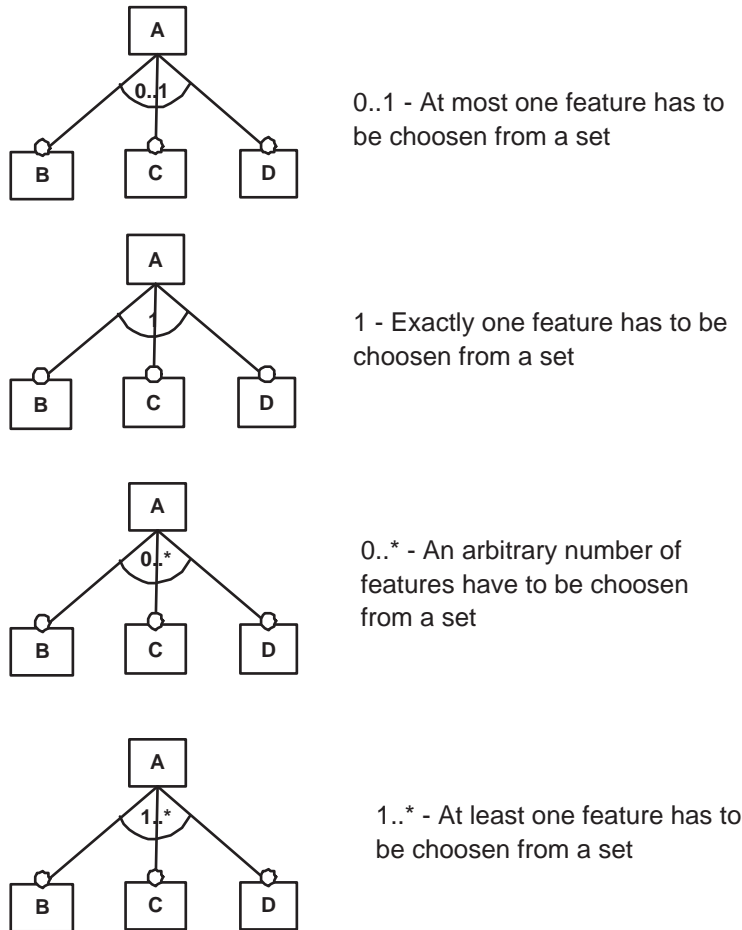 A
0..1
B C D
0..1 - At most one feature has to
be choosen from a set
A
1
B C D
1 - Exactly one feature has to be
choosen from a set
A
0..*
B C D
0..* - An arbitrary number of
features have to be choosen
from a set
A
1..*
B C D
1..* - At least one feature has to
be choosen from a set